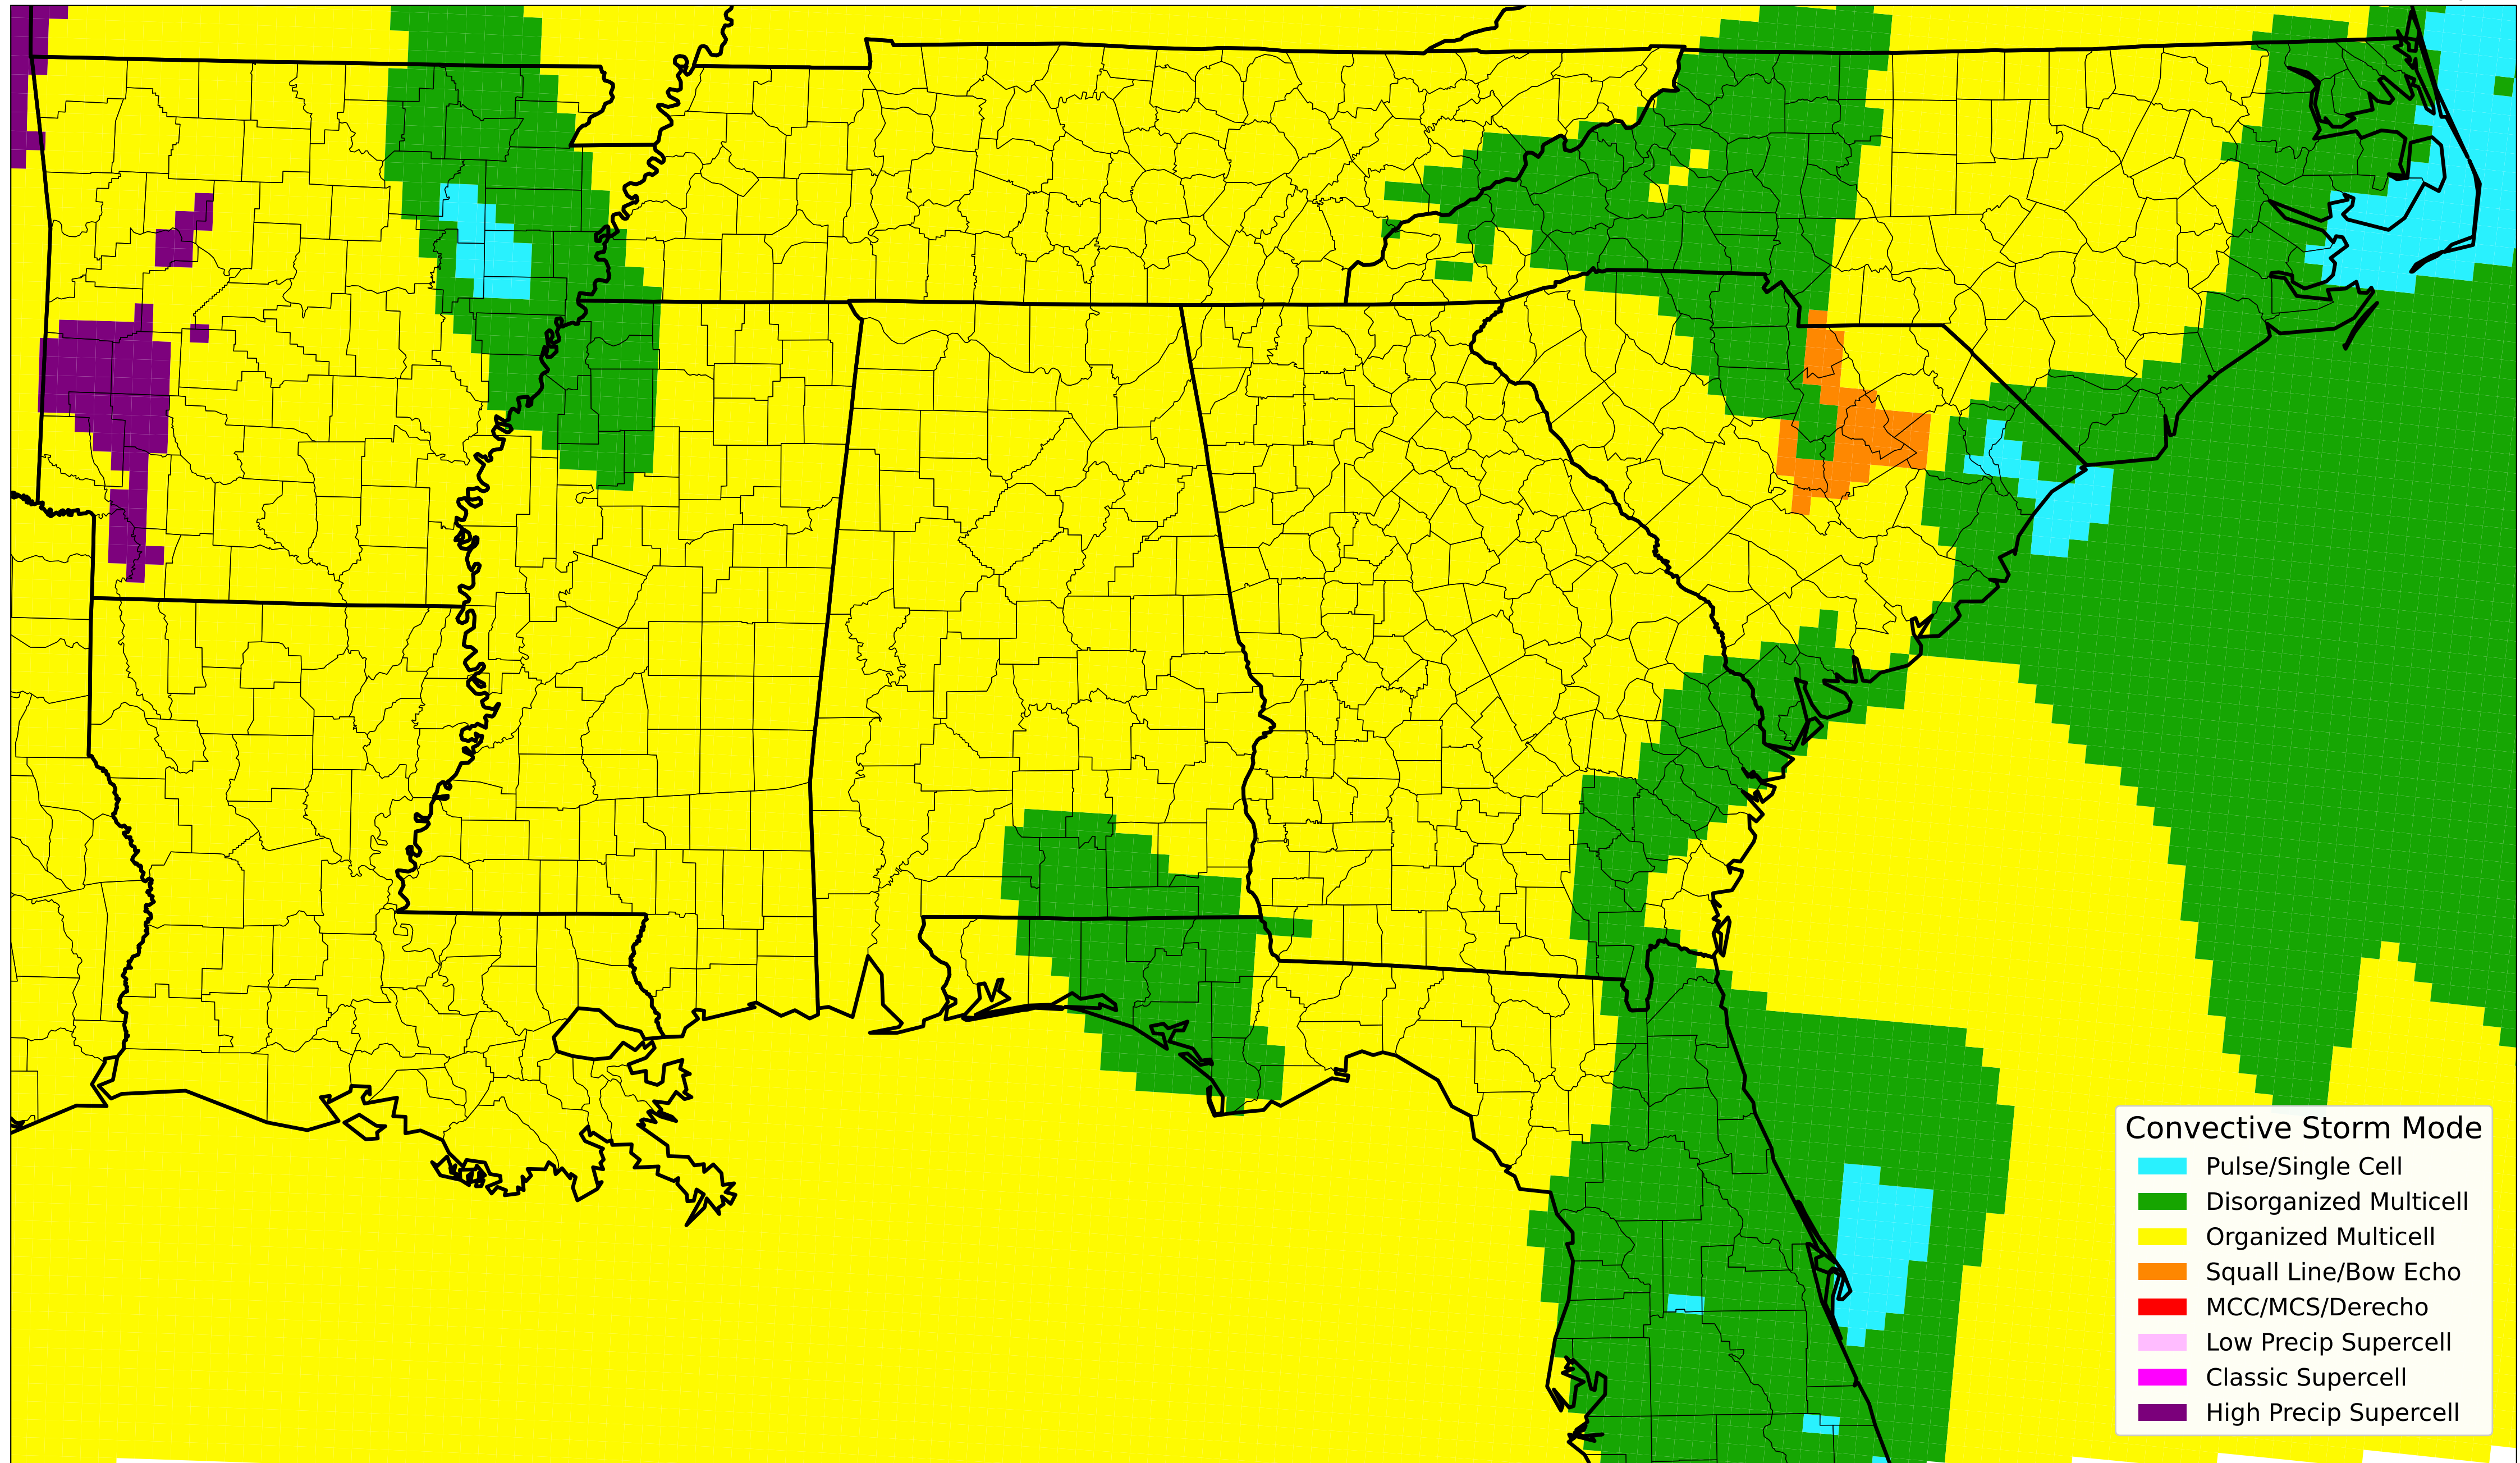 Convective Storm Mode
Pulse/Single Cell
Disorganized Multicell
Organized Multicell
Squall Line/Bow Echo
MCC/MCS/Derecho
Low Precip Supercell
Classic Supercell
High Precip Supercell